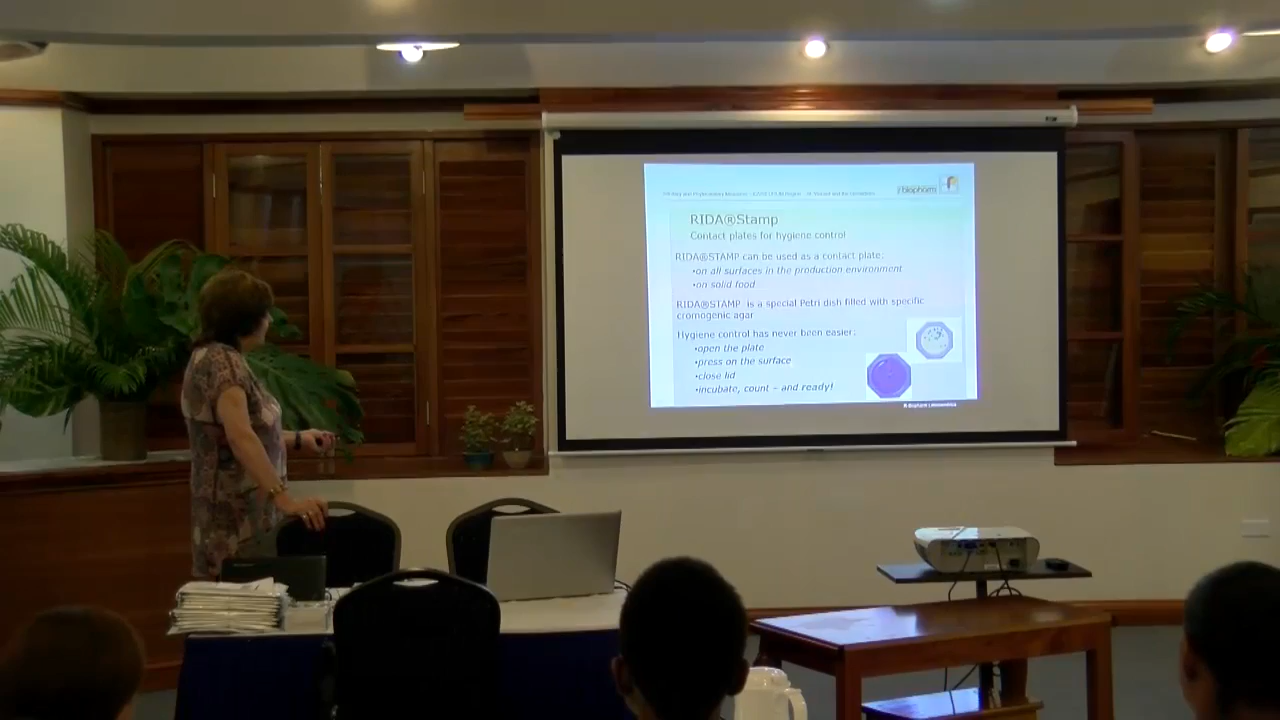 r-biopharm
RIDA®Stamp
Contact plates for hygiene control
RIDA®STAMP can be used as a contact plate:
•on all surfaces in the production environment
•on solid food
RIDA®STAMP is a special Petri dish filled with specific
cromogenic agar
Hygiene control has never been easier:
•open the plate
•press on the surface
•close lid
•incubate, count – and ready!